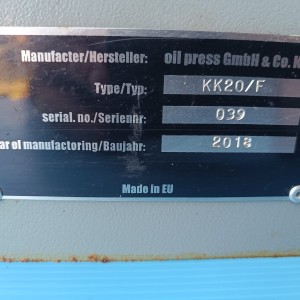 Manufacter/Hersteller: oil press GmbH & Co. K
Type/Typ: KK20/F
serial. no./Seriennr: 039
ar of manufactoring/Baujahr: 2018
Made in EU